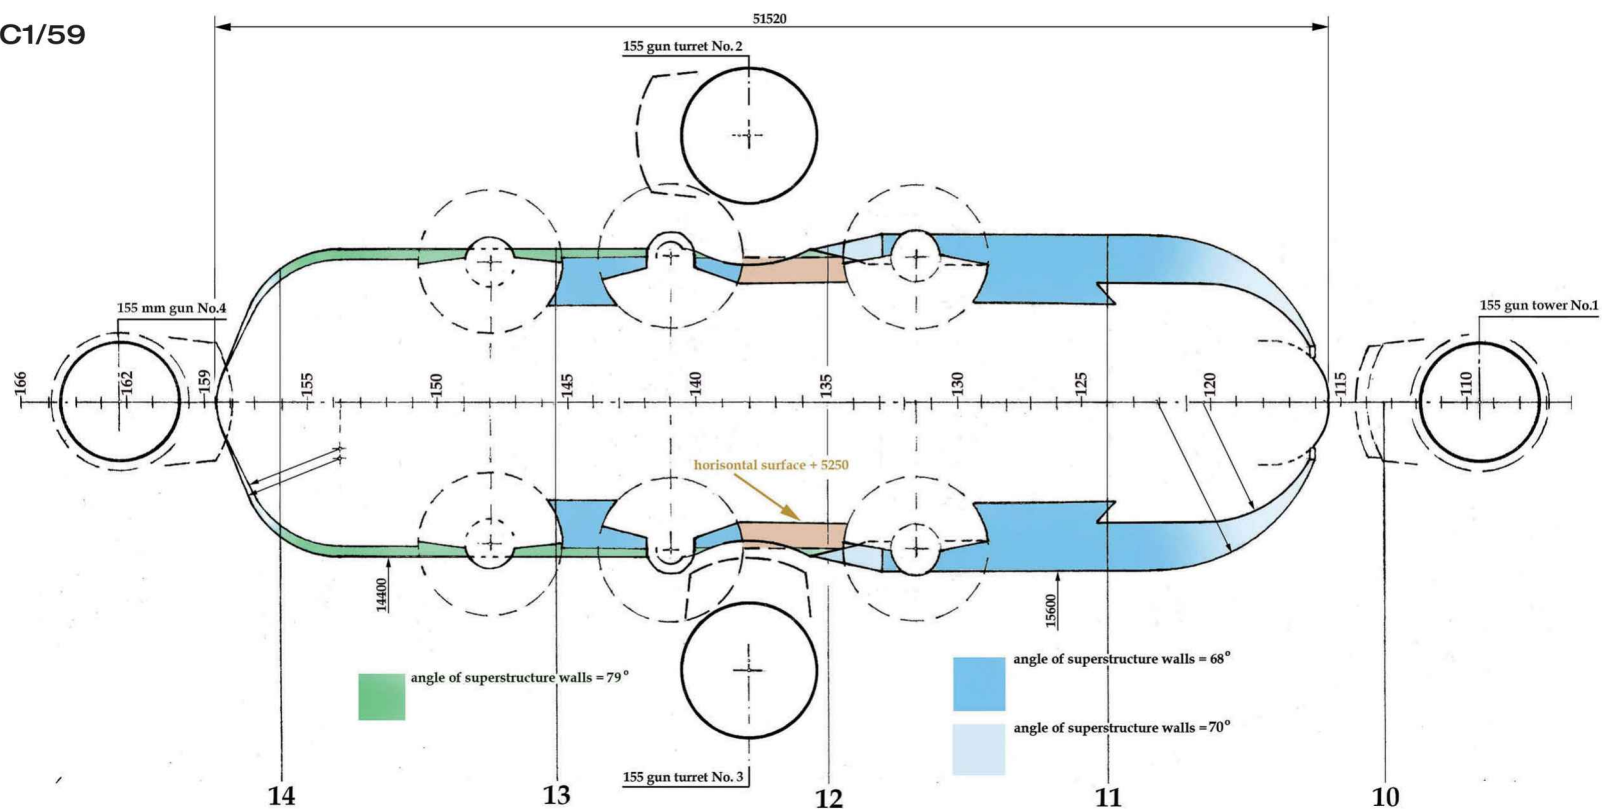 C1/59
51520
155 gun turret No. 2
155 mm gun No.4
155 gun tower No.1
166
162
159
155
150
145
140
135
130
125
120
115
110
horisontal surface + 5250
14400
15600
angle of superstructure walls = 79°
angle of superstructure walls = 68°
angle of superstructure walls = 70°
155 gun turret No. 3
14
13
12
11
10